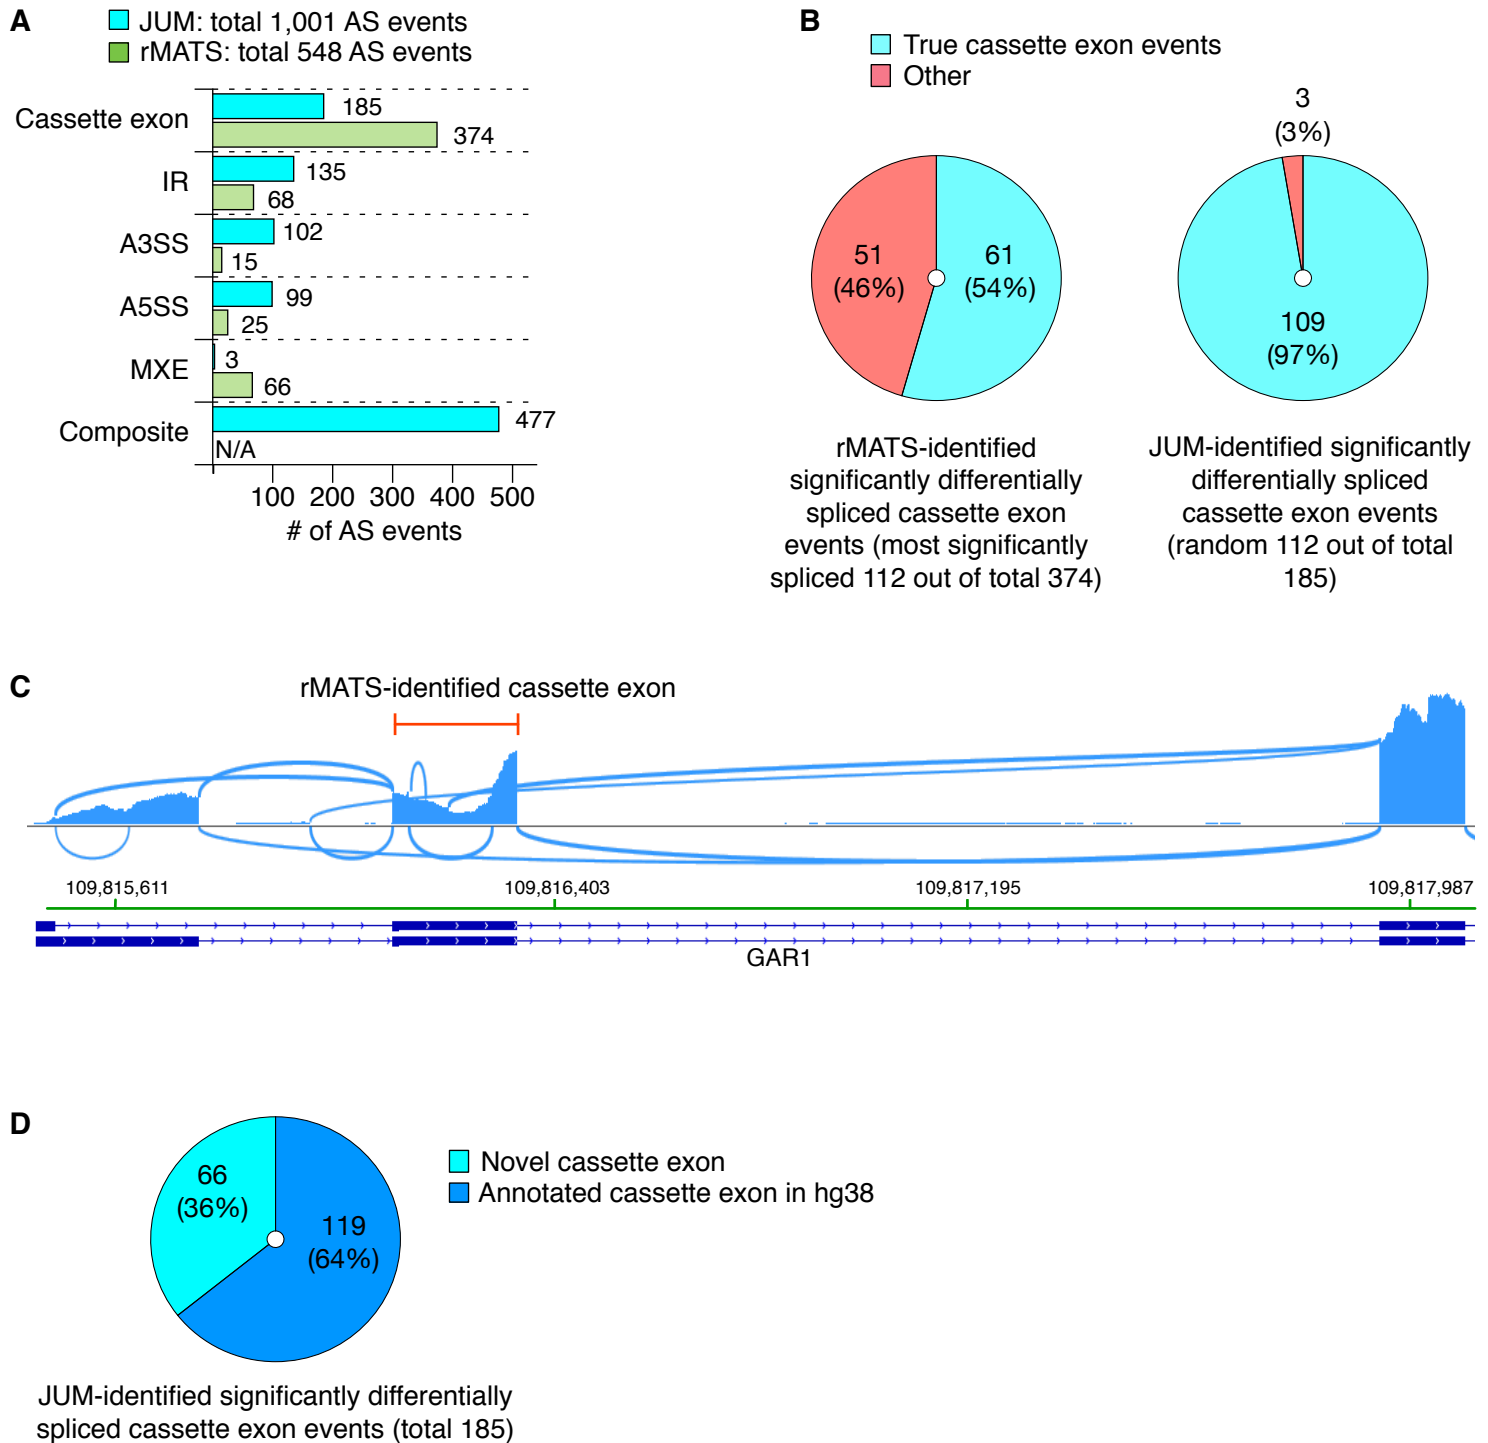 A
JUM: total 1,001 AS events
rMATS: total 548 AS events
Cassette exon
185
374
IR
135
68
A3SS
102
15
A5SS
99
25
MXE
3
66
Composite
477
N/A
100 200 300 400 500
# of AS events
B
True cassette exon events
Other
51
(46%)
61
(54%)
rMATS-identified
significantly differentially
spliced cassette exon
events (most significantly
spliced 112 out of total 374)
3
(3%)
109
(97%)
JUM-identified significantly
differentially spliced
cassette exon events
(random 112 out of total
185)
C
rMATS-identified cassette exon
109,815,611 109,816,403 109,817,195 109,817,987
GAR1
D
66
(36%)
119
(64%)
Novel cassette exon
Annotated cassette exon in hg38
JUM-identified significantly differentially
spliced cassette exon events (total 185)